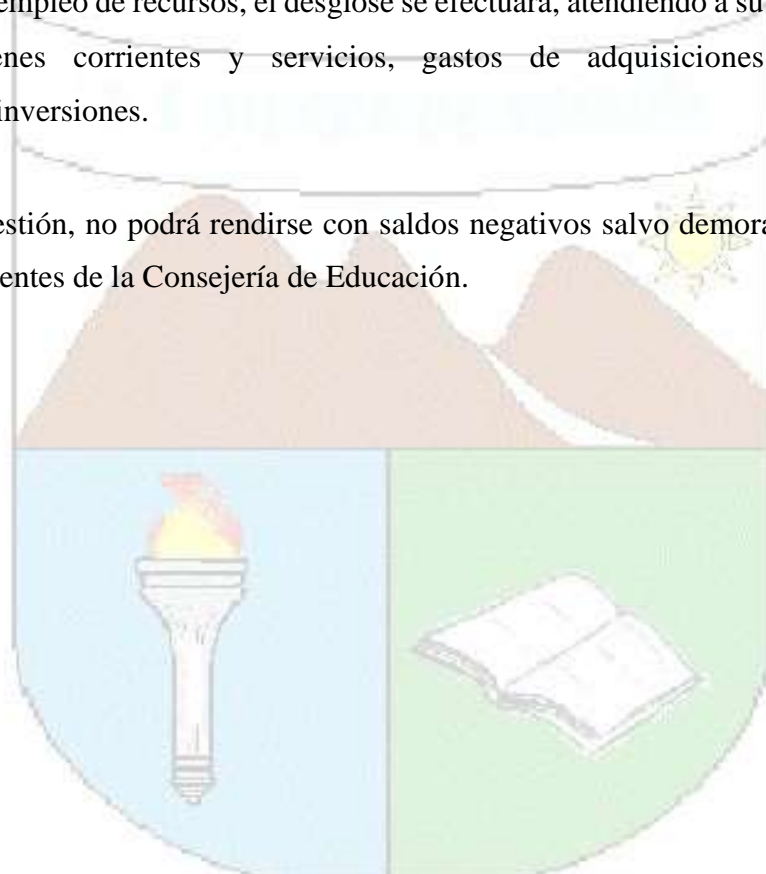 empleo de recursos, el desglose se efectuará, atendiendo a su
enes corrientes y servicios, gastos de adquisiciones
inversiones.
estión, no podrá rendirse con saldos negativos salvo demora
entes de la Consejería de Educación.